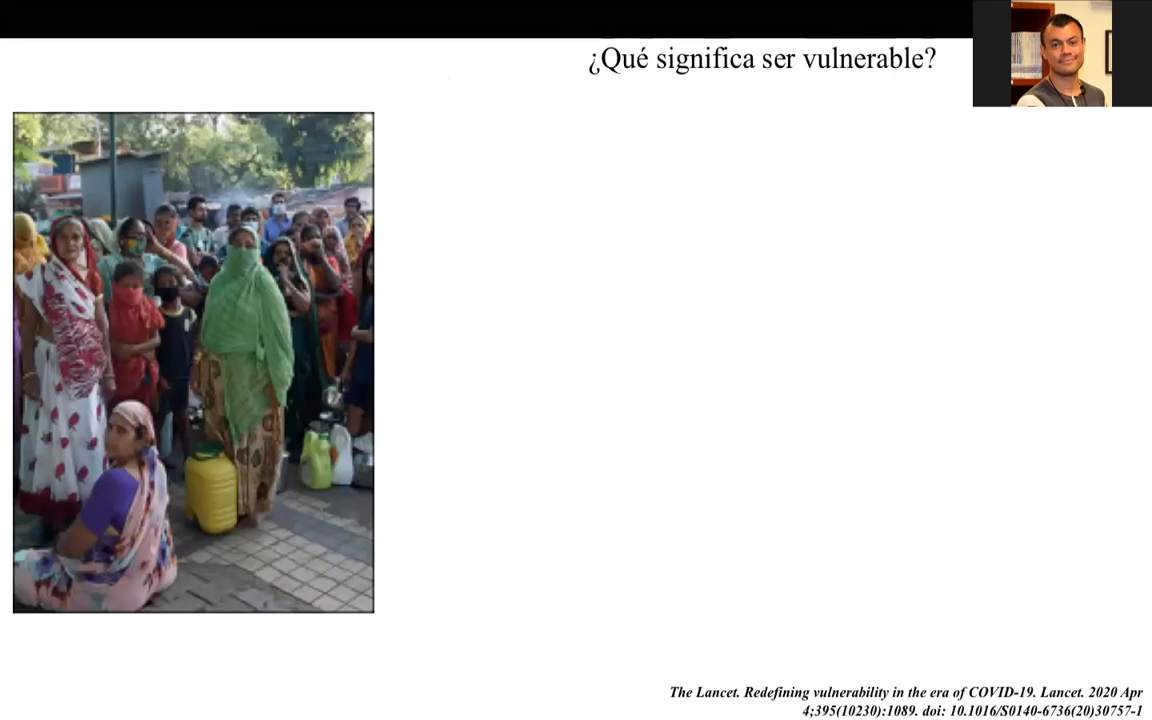 ¿Qué significa ser vulnerable?
The Lancet. Redefining vulnerability in the era of COVID-19. Lancet. 2020 Apr
4;395(10230):1089. doi: 10.1016/S0140-6736(20)30757-1